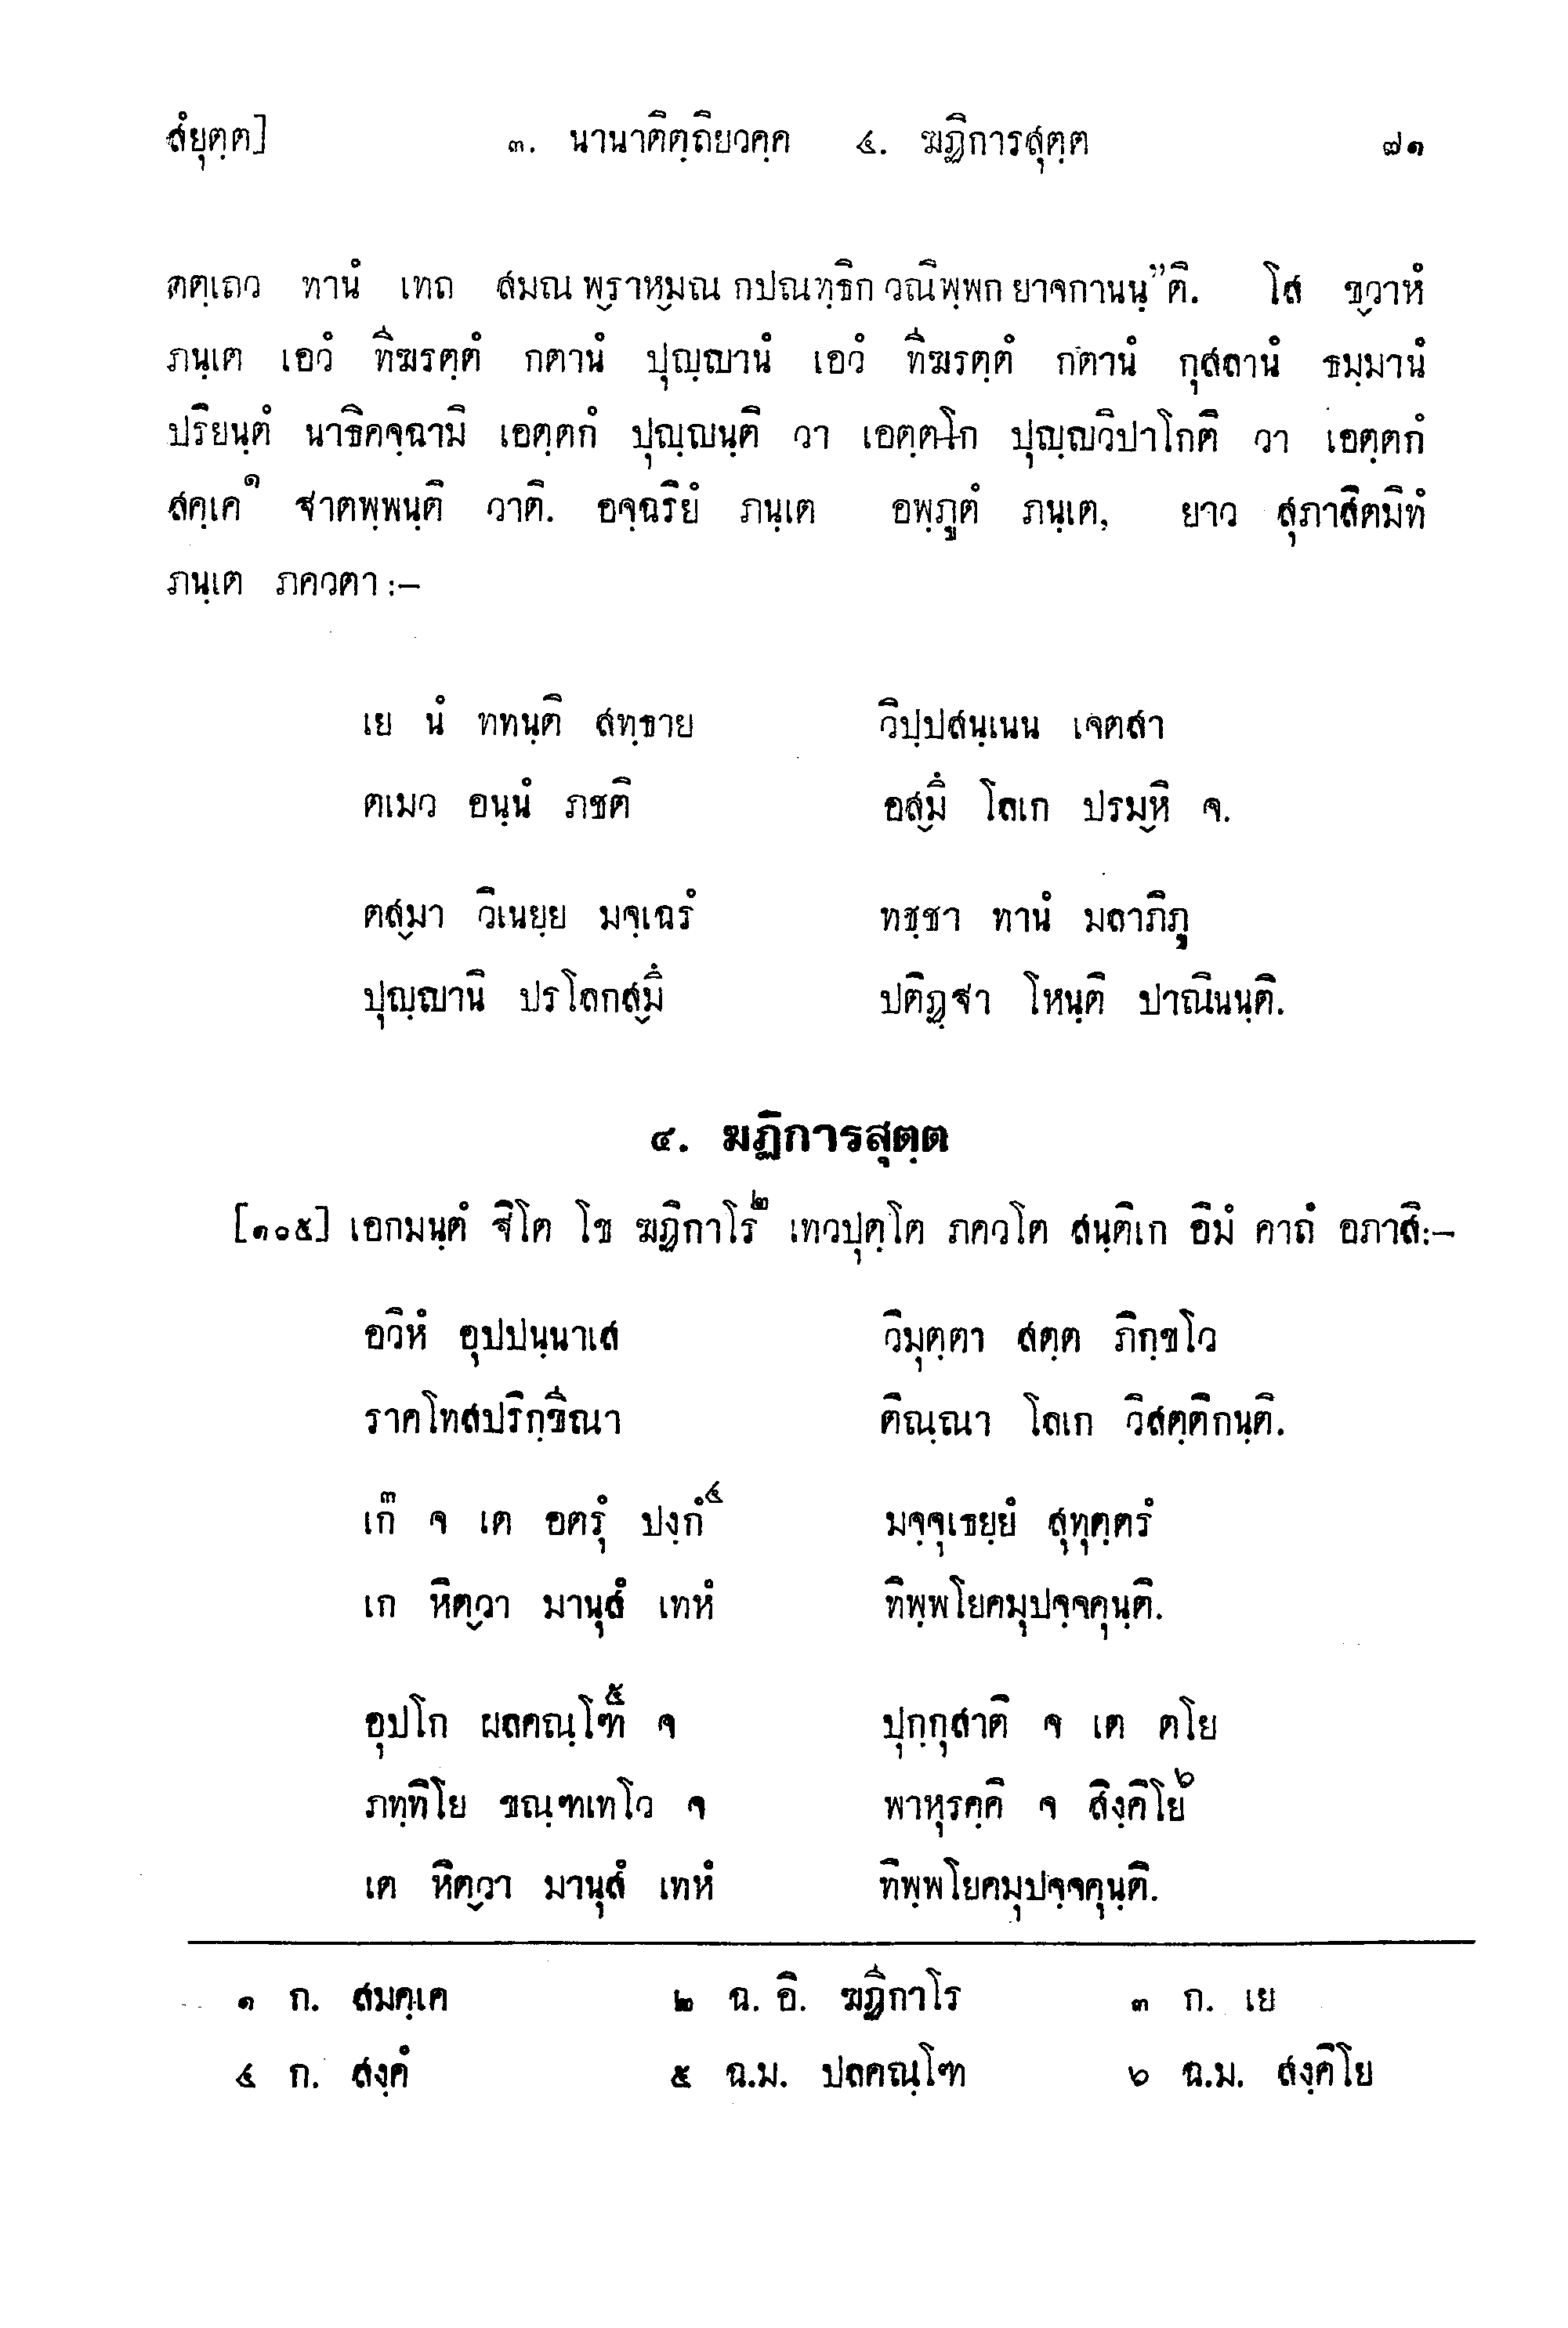 สํยุตฺต] ๓. นานาติตฺถิยวคฺค ๔. ฆฏิการสุตฺต ๗๑
ตตฺเถว ทานํ เทถ สมณ พฺราหฺมณ กปณทฺธิก วณิพฺพก ยาจกานนฺ”ติ. โส ขฺวาหํ
ภนฺเต เอวํ ทีฆรตฺตํ กตานํ ปุญฺญานํ เอวํ ทีฆรตฺตํ กตานํ กุสลานํ ธมฺมานํ
ปริยนฺตํ นาธิคจฺฉามิ เอตฺตกํ ปุญฺญนฺติ วา เอตฺตโก ปุญฺญวิปาโกติ วา เอตฺตกํ
สคฺเค๑ ฐาตพฺพนฺติ วาติ. อจฺฉริยํ ภนฺเต อพฺภูตํ ภนฺเต, ยาว สุภาสิตมิทํ
ภนฺเต ภควตา :–
เย นํ ททนฺติ สทฺธาย วิปฺปสนฺเนน เจตสา
ตเมว อนฺนํ ภชติ อสฺมึ โลเก ปรมฺหิ จ.
ตสฺมา วิเนยฺย มจฺเฉรํ ทชฺชา ทานํ มลาภิภู
ปุญฺญานิ ปรโลกสฺมึ ปติฏฺฐา โหนฺติ ปาณินนฺติ.
๔. ฆฏิการสุตฺต
[๑๐๕] เอกมนฺตํ ฐิโต โข ฆฏิกาโร๒ เทวปุตฺโต ภควโต สนฺติเก อิมํ คาถํ อภาสิ:–
อวิหํ อุปปนฺนาเส วิมุตฺตา สตฺต ภิกฺขโว
ราคโทสปริกฺขีณา ติณฺณา โลเก วิสตฺติกนฺติ.
เก๓ จ เต อตรุํ ปงฺกํ๔ มจฺจุเธยฺยํ สุทุตฺตรํ
เก หิตฺวา มานุสํ เทหํ ทิพฺพโยคมุปจฺจคุนฺติ.
อุปโก ผลคณฺโฑ๕ จ ปุกฺกุสาติ จ เต ตโย
ภทฺทิโย ขณฺฑเทโว จ พาหุรคฺคิ จ สิงฺคิโย๖
เต หิตฺวา มานุสํ เทหํ ทิพฺพโยคมุปจฺจคุนฺติ.
๑ ก. สมคฺเค ๒ ฉ. อิ. ฆฏีกาโร ๓ ก. เย
๔ ก. สงฺคํ ๕ ฉ.ม. ปลคณฺโฑ ๖ ฉ.ม. สงฺคิโย